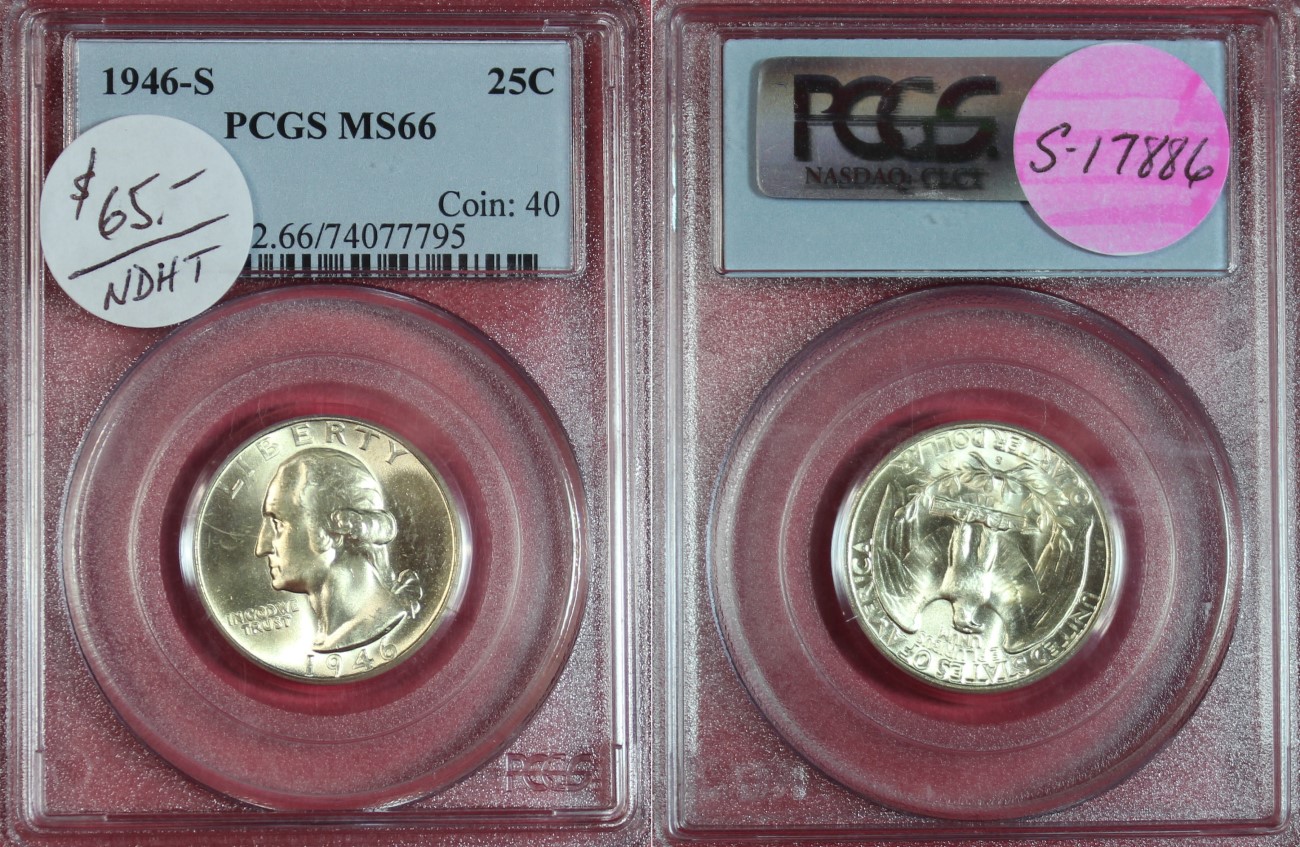 1946-S 25C
PCGS MS66
Coin: 40
2.66/74077795
$65.-
NDHT
LIBERTY
IN GOD WE
TRUST
1946
PCGS
PCGS
NASDAQ: CLCT
S-17886
UNITED STATES OF AMERICA
E PLURIBUS
UNUM
S
QUARTER DOLLAR